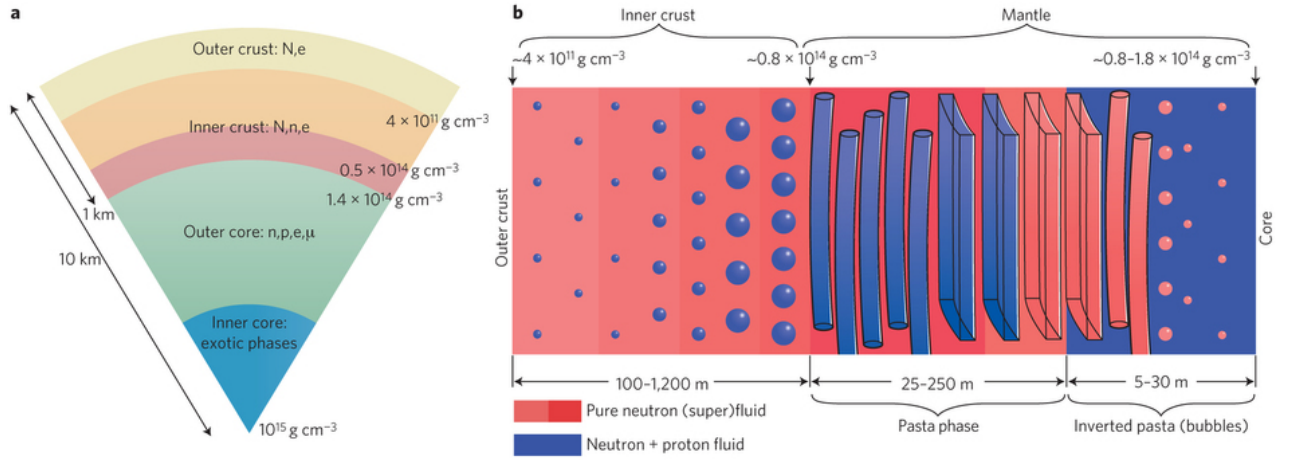 a
Outer crust: N,e
4 × 10¹¹ g cm⁻³
Inner crust: N,n,e
0.5 × 10¹⁴ g cm⁻³
1.4 × 10¹⁴ g cm⁻³
1 km
Outer core: n,p,e,μ
10 km
Inner core:
exotic phases
10¹⁵ g cm⁻³
b
Inner crust
Mantle
~4 × 10¹¹ g cm⁻³
~0.8 × 10¹⁴ g cm⁻³
~0.8–1.8 × 10¹⁴ g cm⁻³
Outer crust
Core
100–1,200 m
25–250 m
5–30 m
Pure neutron (super)fluid
Neutron + proton fluid
Pasta phase
Inverted pasta (bubbles)